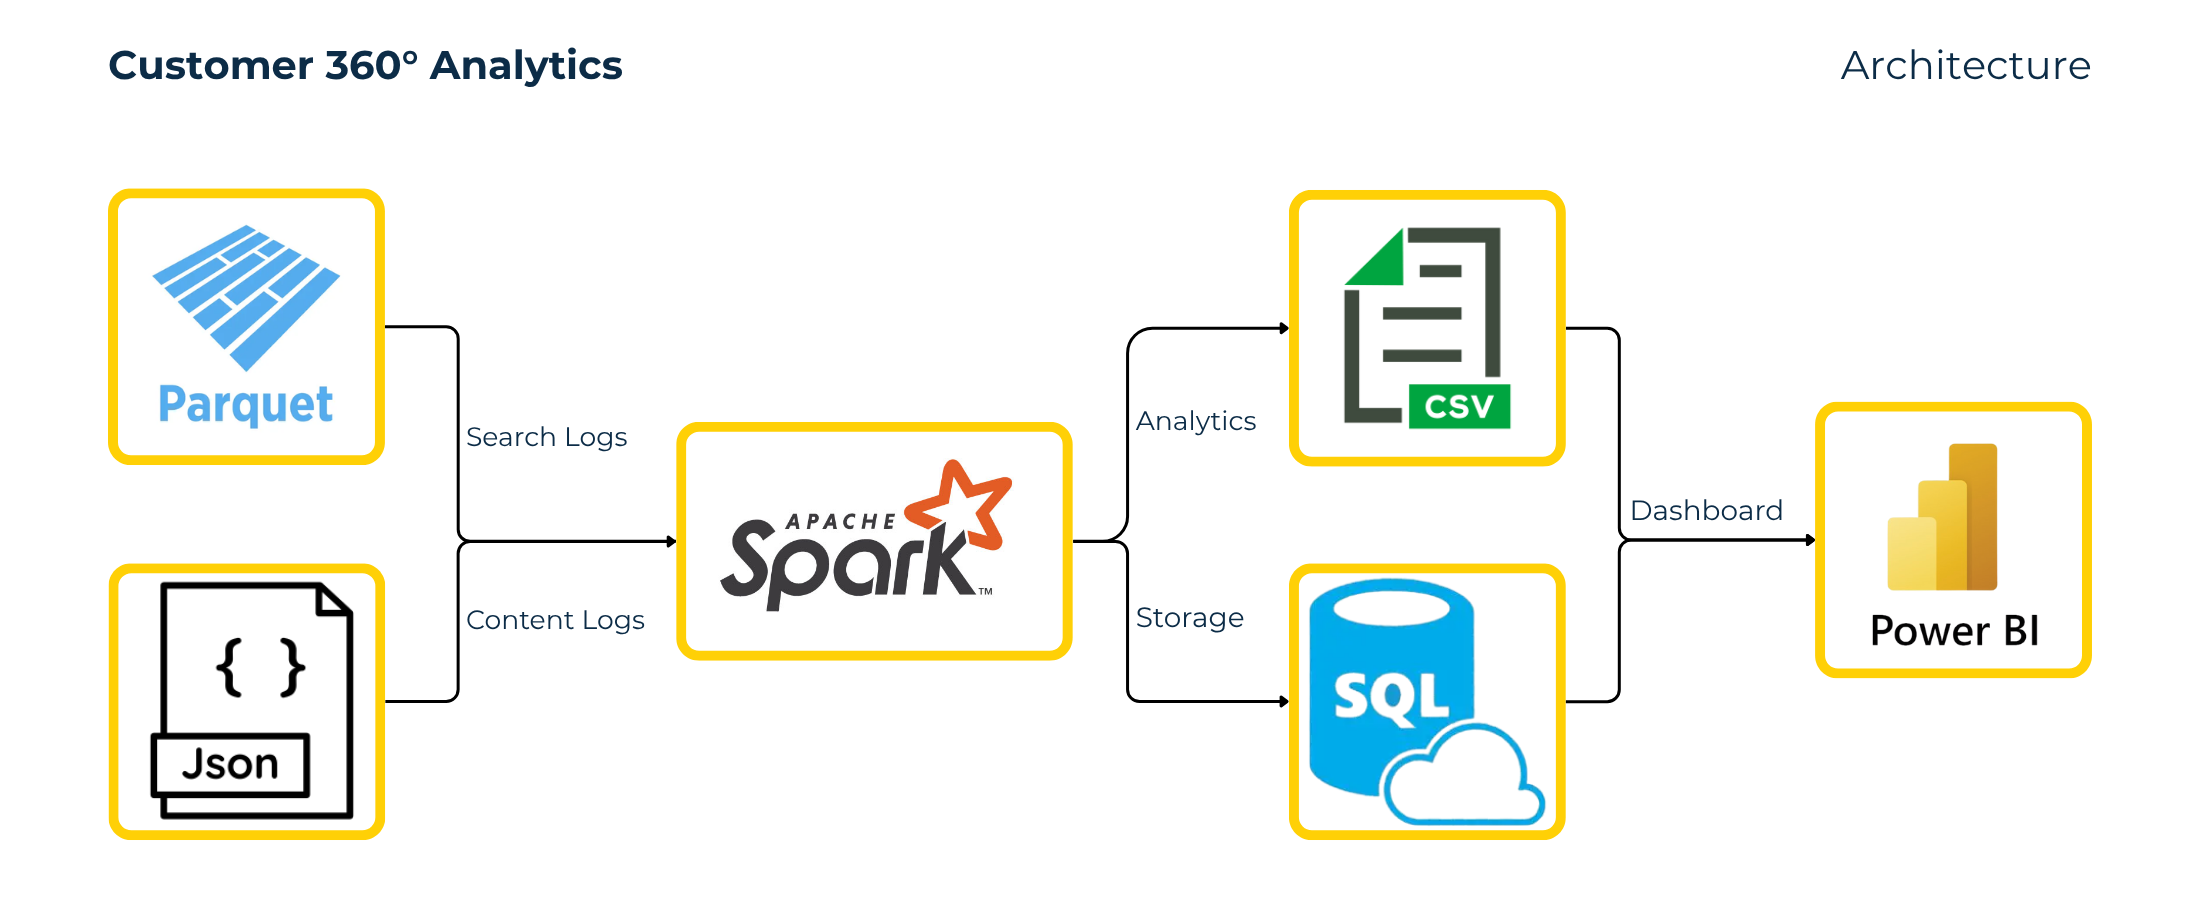 Customer 360° Analytics
Architecture
Parquet
Search Logs
Content Logs
{ }
Json
APACHE
Spark™
Analytics
Storage
CSV
SQL
Dashboard
Power BI